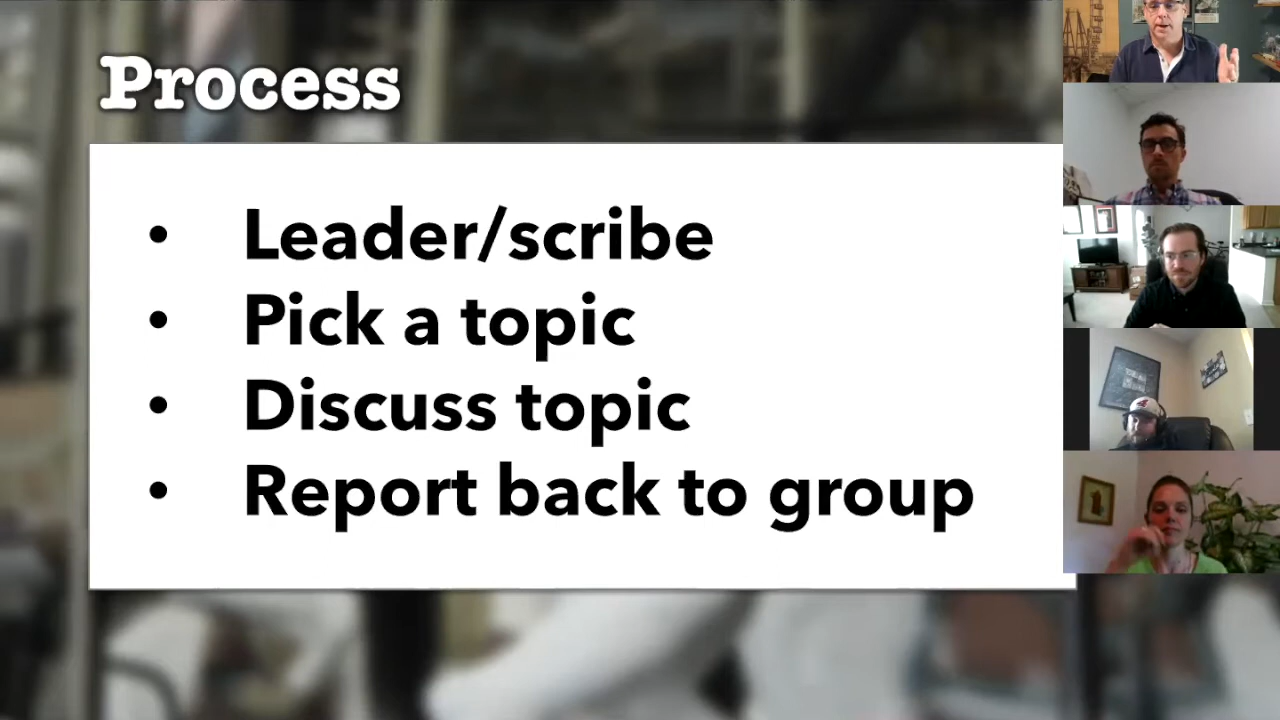 Process
• Leader/scribe
• Pick a topic
• Discuss topic
• Report back to group